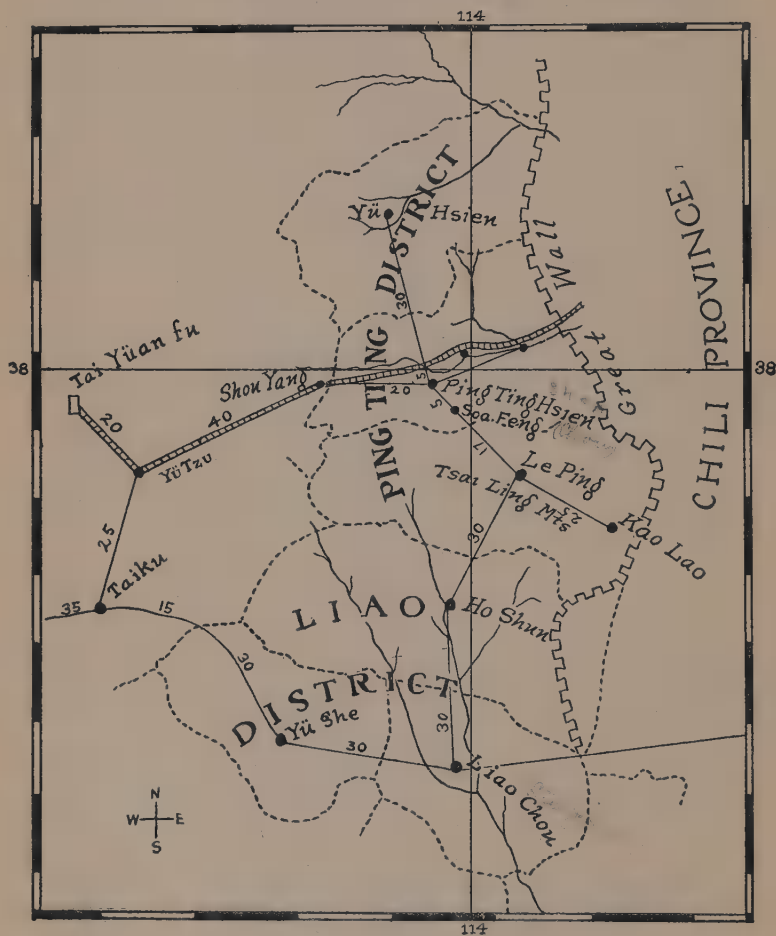 114
Yü Hsien
30
DISTRICT
PING TING
Great Wall
CHILI PROVINCE
38
38
Tai Yüan fu
20
40
Shou Yang
20
5
Ping Ting Hsien
5
Soa Feng
17
Yü Tzu
Le Ping
Tsai Ling Mts
25
Kao Lao
30
25
Taiku
35
15
30
LIAO
Ho Shun
DISTRICT
Yü She
30
30
Liao Chou
N
W E
S
114